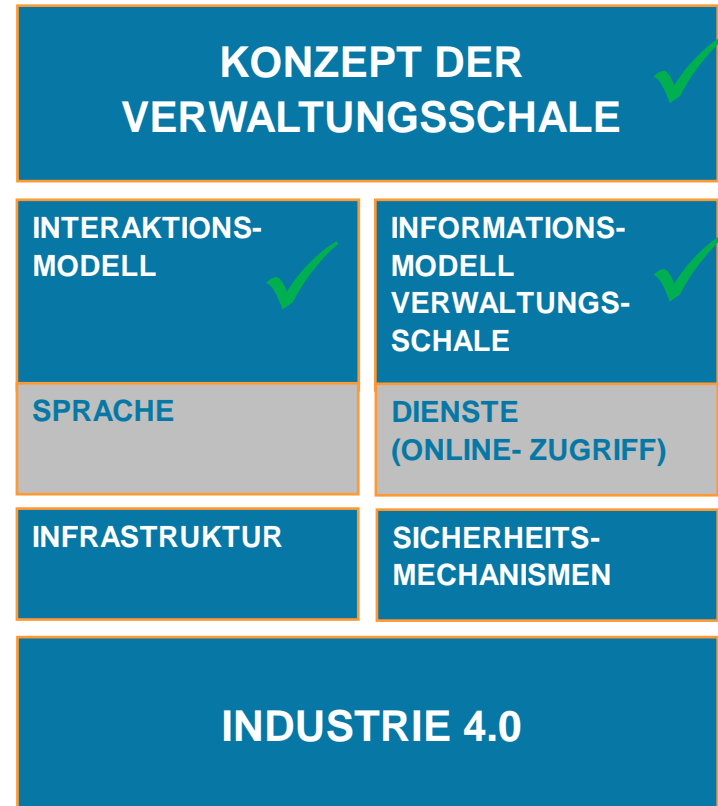 KONZEPT DER
VERWALTUNGSSCHALE
INTERAKTIONS-
MODELL
INFORMATIONS-
MODELL
VERWALTUNGS-
SCHALE
SPRACHE
DIENSTE
(ONLINE- ZUGRIFF)
INFRASTRUKTUR
SICHERHEITS-
MECHANISMEN
INDUSTRIE 4.0